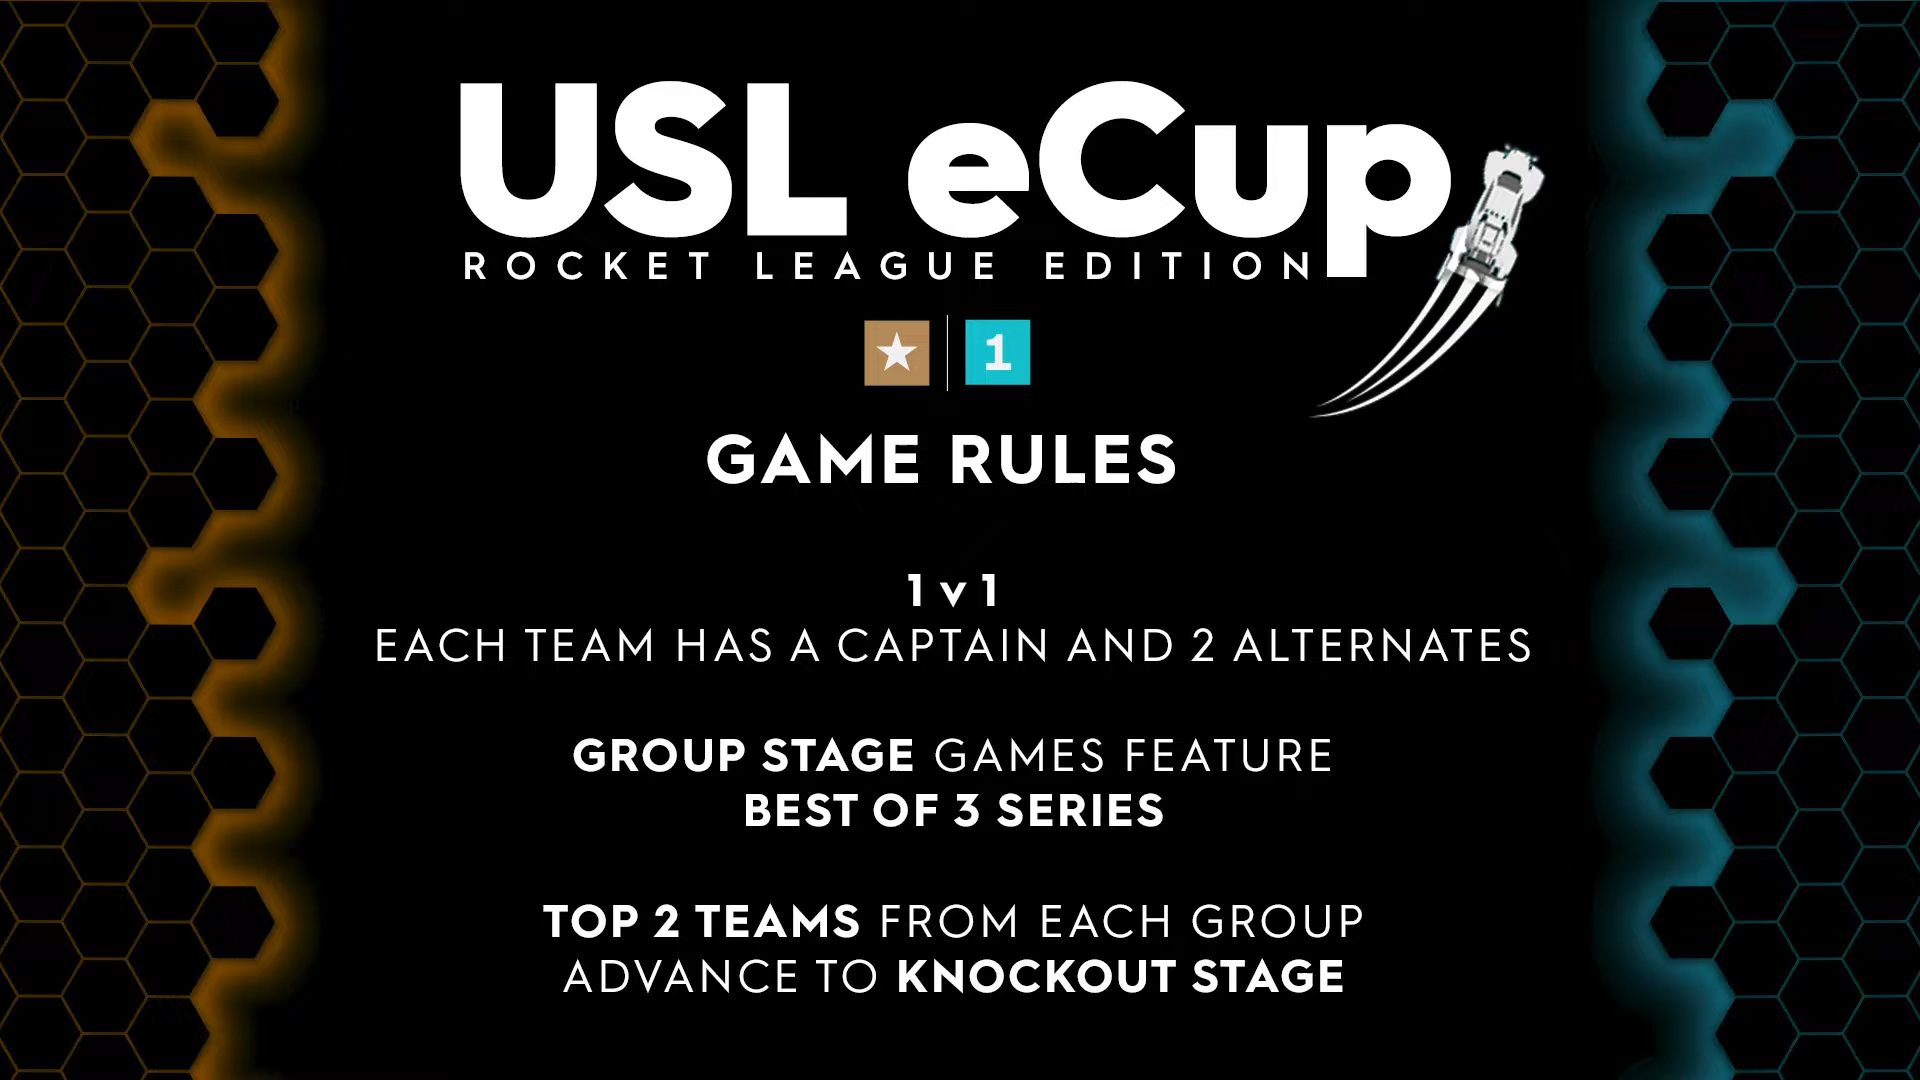 USL eCup
ROCKET LEAGUE EDITION
1
GAME RULES
1 v 1
EACH TEAM HAS A CAPTAIN AND 2 ALTERNATES
GROUP STAGE GAMES FEATURE
BEST OF 3 SERIES
TOP 2 TEAMS FROM EACH GROUP
ADVANCE TO KNOCKOUT STAGE